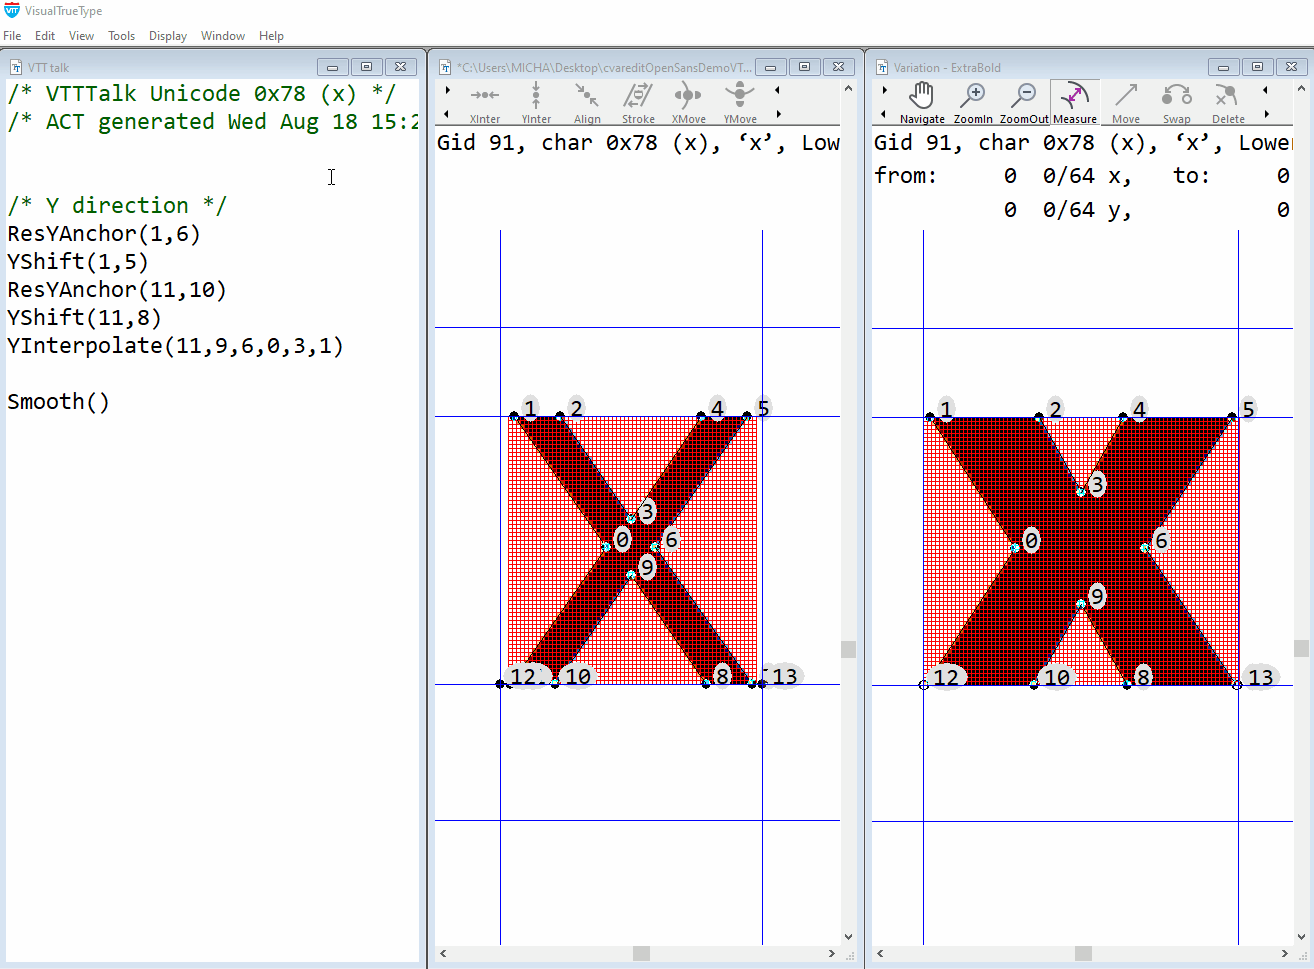 VisualTrueType
File Edit View Tools Display Window Help
VTT talk
/* VTTTalk Unicode 0x78 (x) */
/* ACT generated Wed Aug 18 15:2
/* Y direction */
ResYAnchor(1,6)
YShift(1,5)
ResYAnchor(11,10)
YShift(11,8)
YInterpolate(11,9,6,0,3,1)
Smooth()
*C:\Users\MICHA\Desktop\cvareditOpenSansDemoVT...
XInter YInter Align Stroke XMove YMove
Gid 91, char 0x78 (x), ‘x’, Low
1 2 4 5
3
0 6
9
12 10 8 13
Variation - ExtraBold
Navigate ZoomIn ZoomOut Measure Move Swap Delete
Gid 91, char 0x78 (x), ‘x’, Lower
from: 0 0/64 x, to: 0
0 0/64 y, 0
1 2 4 5
3
0 6
9
12 10 8 13